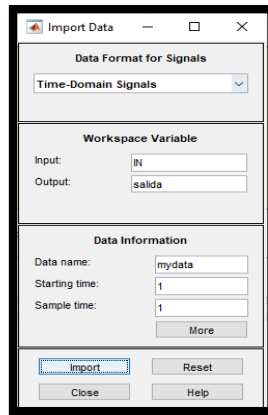 Import Data
Data Format for Signals
Time-Domain Signals
Workspace Variable
Input: IN
Output: salida
Data Information
Data name: mydata
Starting time: 1
Sample time: 1
More
Import Reset
Close Help